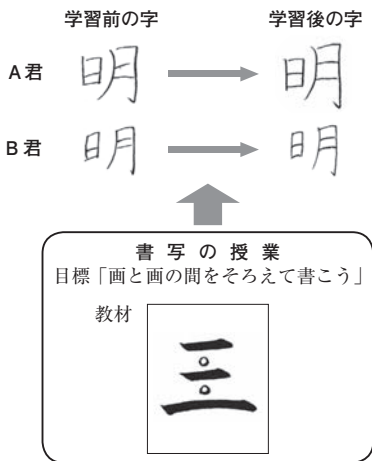 学習前の字 学習後の字
A君 明 明
B君 明 明
書写の授業
目標「画と画の間をそろえて書こう」
教材
三